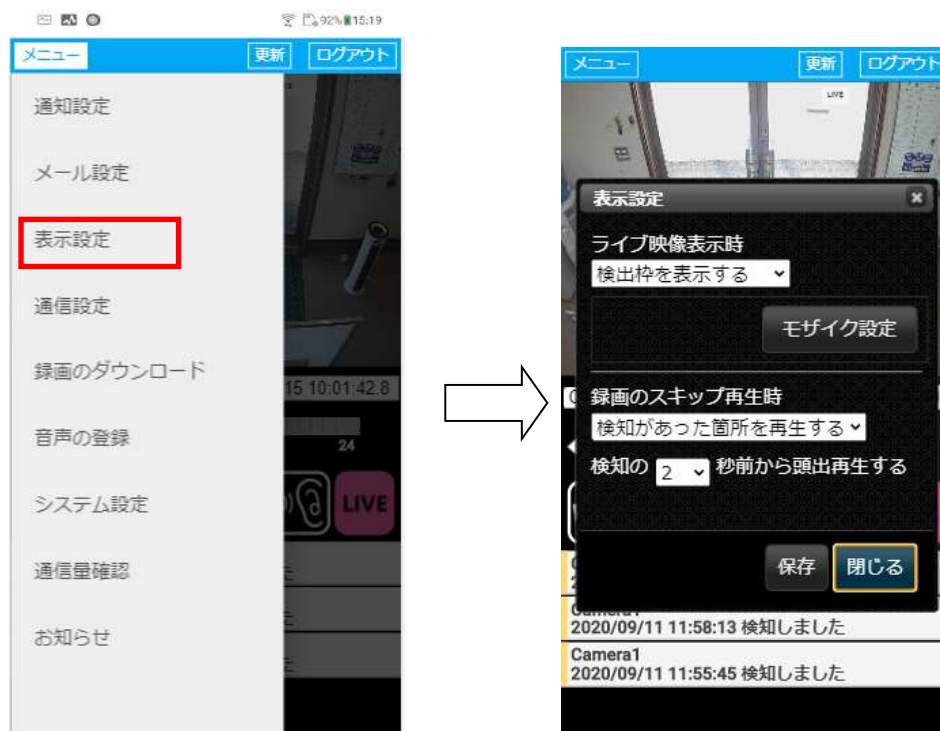 92% 15:19
メニュー 更新 ログアウト
通知設定
メール設定
表示設定
通信設定
録画のダウンロード
15 10:01:42.8
音声の登録
24
システム設定
LIVE
通信量確認
た
お知らせ
メニュー 更新 ログアウト
LIVE
表示設定
ライブ映像表示時
検出枠を表示する
モザイク設定
録画のスキップ再生時
検知があった箇所を再生する
検知の 2 秒前から頭出再生する
保存 閉じる
Camera1
2020/09/11 11:58:13 検知しました
Camera1
2020/09/11 11:55:45 検知しました